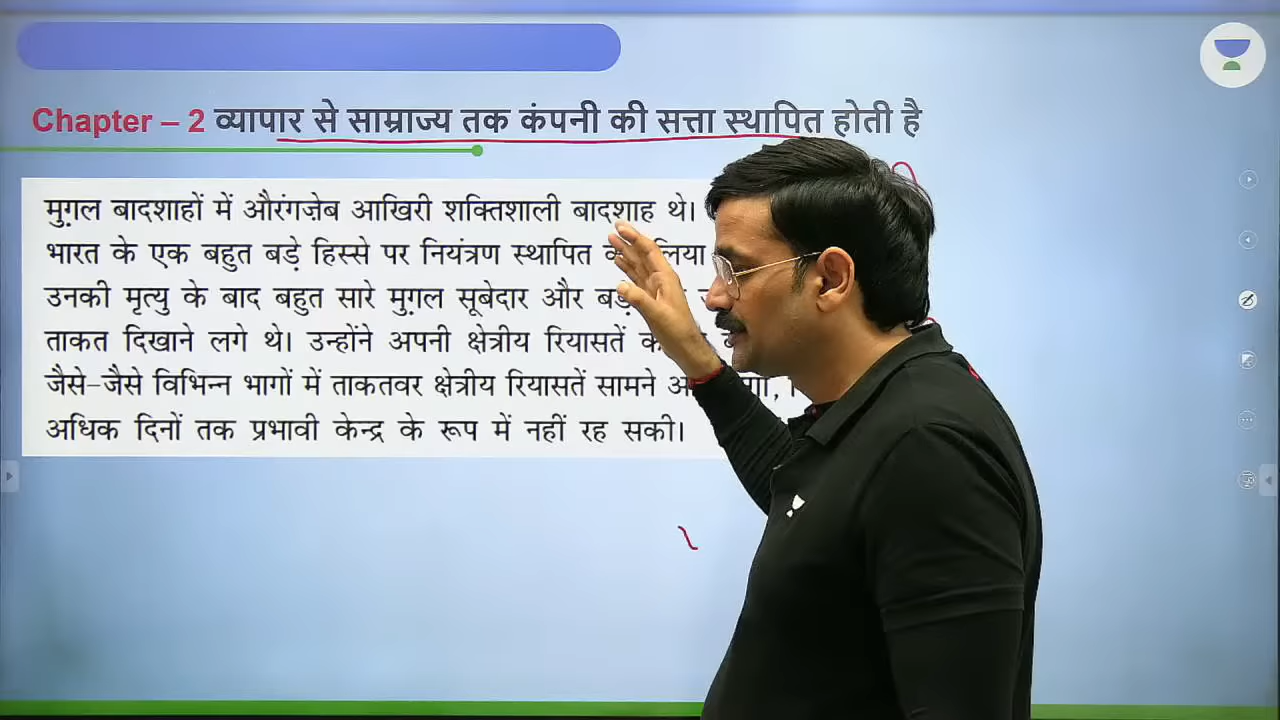 Chapter – 2 व्यापार से साम्राज्य तक कंपनी की सत्ता स्थापित होती है
मुग़ल बादशाहों में औरंगज़ेब आखिरी शक्तिशाली बादशाह थे।
भारत के एक बहुत बड़े हिस्से पर नियंत्रण स्थापित लिया
उनकी मृत्यु के बाद बहुत सारे मुग़ल सूबेदार और
ताकत दिखाने लगे थे। उन्होंने अपनी क्षेत्रीय रियासतें
जैसे-जैसे विभिन्न भागों में ताकतवर क्षेत्रीय रियासतें सामने
अधिक दिनों तक प्रभावी केन्द्र के रूप में नहीं रह सकी।